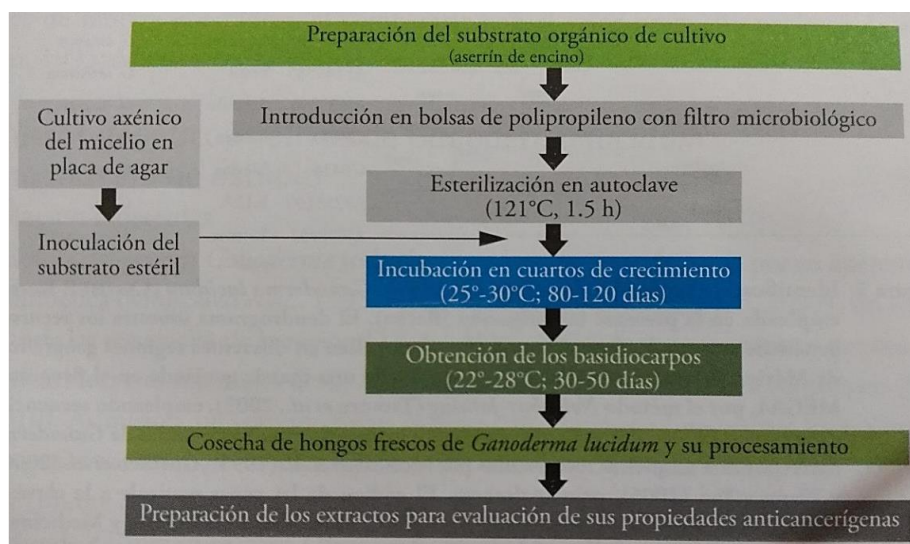 Preparación del substrato orgánico de cultivo
(aserrín de encino)
Introducción en bolsas de polipropileno con filtro microbiológico
Cultivo axénico
del micelio en
placa de agar
Esterilización en autoclave
(121°C, 1.5 h)
Inoculación del
substrato estéril
Incubación en cuartos de crecimiento
(25°-30°C; 80-120 días)
Obtención de los basidiocarpos
(22°-28°C; 30-50 días)
Cosecha de hongos frescos de Ganoderma lucidum y su procesamiento
Preparación de los extractos para evaluación de sus propiedades anticancerígenas